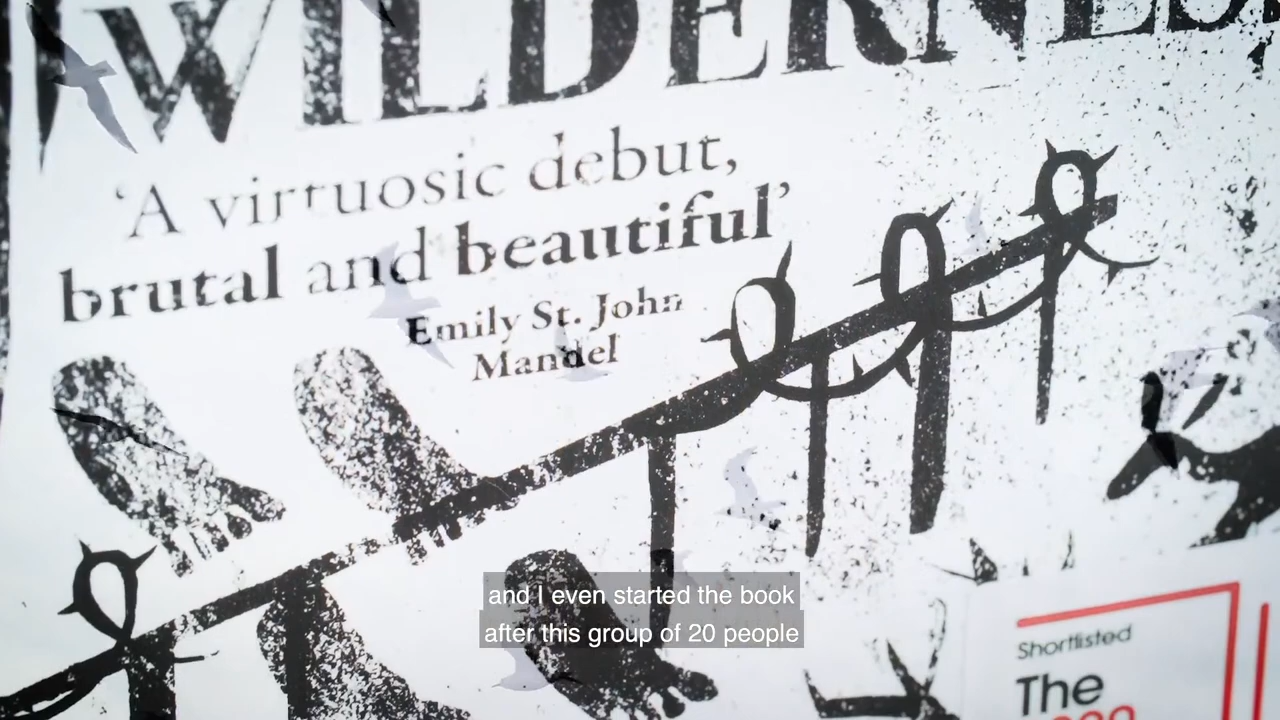 WILDERNES
‘A virtuosic debut,
brutal and beautiful’
Emily St. John
Mandel
and I even started the book
after this group of 20 people
Shortlisted
The